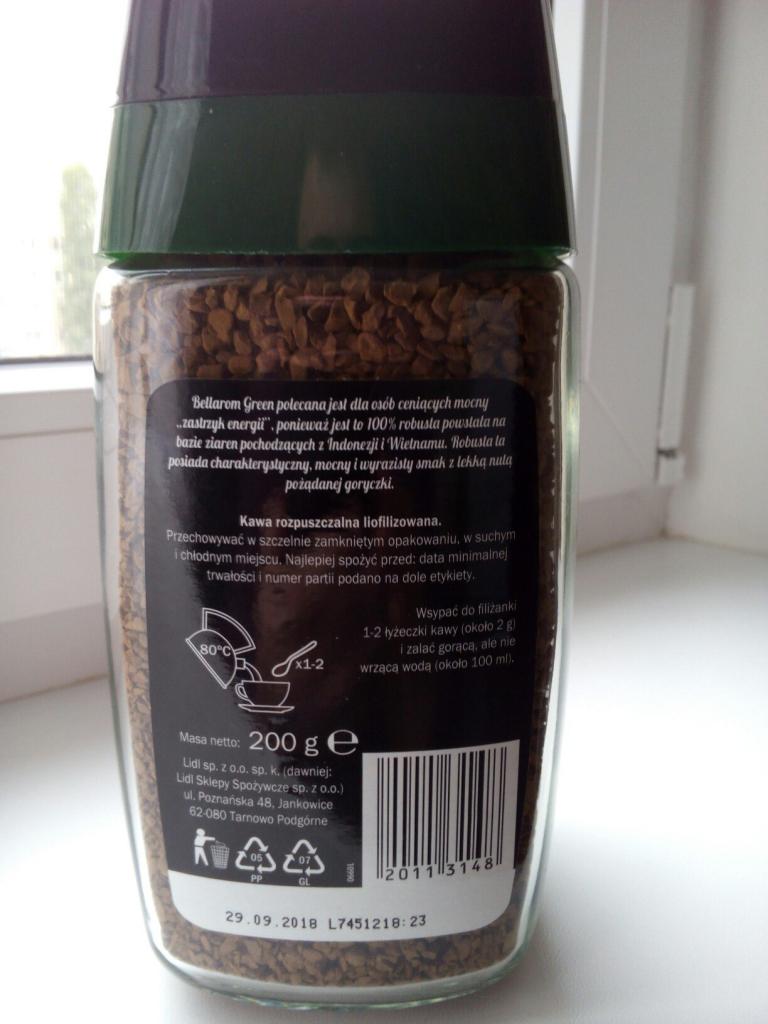 Bellarom Green polecana jest dla osób ceniących mocny
„zastrzyk energii”, ponieważ jest to 100% robusta powstała na
bazie ziaren pochodzących z Indonezji i Wietnamu. Robusta ta
posiada charakterystyczny, mocny i wyrazisty smak z lekką nutą
pożądanej goryczki.
Kawa rozpuszczalna liofilizowana.
Przechowywać w szczelnie zamkniętym opakowaniu, w suchym
i chłodnym miejscu. Najlepiej spożyć przed: data minimalnej
trwałości i numer partii podano na dole etykiety.
Wsypać do filiżanki
1-2 łyżeczki kawy (około 2 g)
i zalać gorącą, ale nie
wrzącą wodą (około 100 ml).
80°C
x1-2
Masa netto: 200 g ℮
Lidl sp. z o.o. sp. k. (dawniej:
Lidl Sklepy Spożywcze sp. z o.o.)
ul. Poznańska 48, Jankowice
62-080 Tarnowo Podgórne
05
PP
07
GL
10990
2011 3148
29.09.2018 L7451218:23